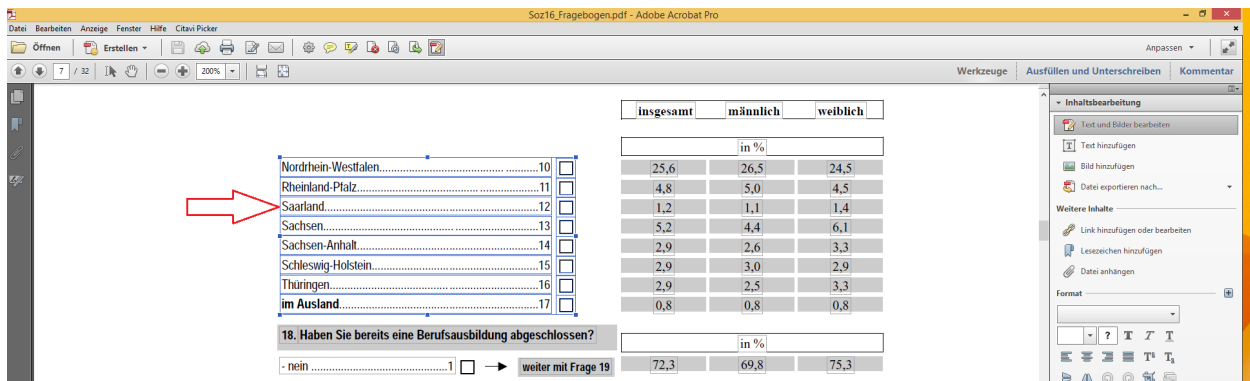 Soz16_Fragebogen.pdf - Adobe Acrobat Pro
Datei Bearbeiten Anzeige Fenster Hilfe Citavi Picker
Öffnen Erstellen Anpassen
7 / 32 200% Werkzeuge Ausfüllen und Unterschreiben Kommentar
insgesamt männlich weiblich
in %
Nordrhein-Westfalen.......................................................10 25,6 26,5 24,5
Rheinland-Pfalz...............................................................11 4,8 5,0 4,5
Saarland..........................................................................12 1,2 1,1 1,4
Sachsen..........................................................................13 5,2 4,4 6,1
Sachsen-Anhalt...............................................................14 2,9 2,6 3,3
Schleswig-Holstein..........................................................15 2,9 3,0 2,9
Thüringen........................................................................16 2,9 2,5 3,3
im Ausland......................................................................17 0,8 0,8 0,8
18. Haben Sie bereits eine Berufsausbildung abgeschlossen?
in %
- nein ..................................................1 weiter mit Frage 19 72,3 69,8 75,3
Inhaltsbearbeitung
Text und Bilder bearbeiten
Text hinzufügen
Bild hinzufügen
Datei exportieren nach...
Weitere Inhalte
Link hinzufügen oder bearbeiten
Lesezeichen hinzufügen
Datei anhängen
Format